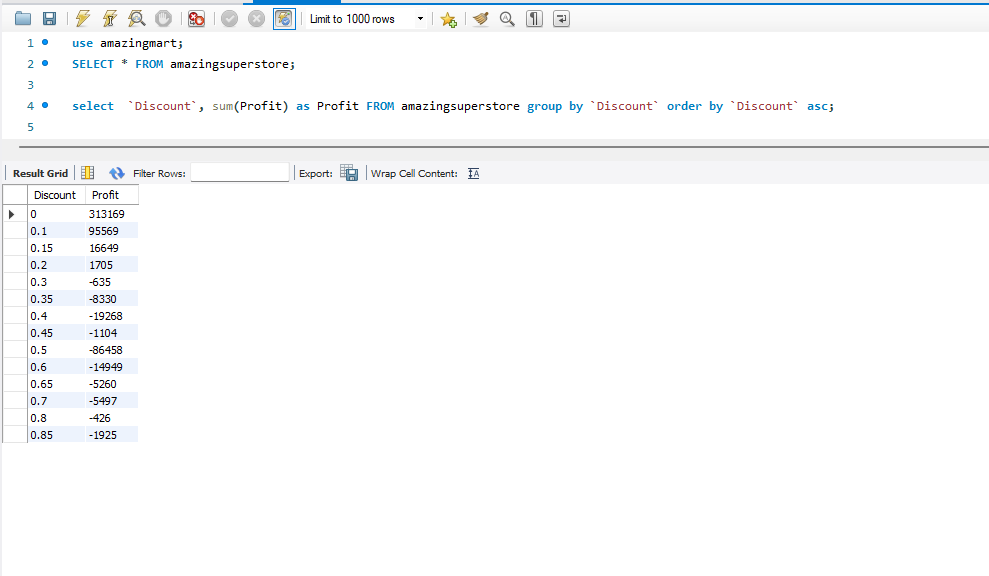 Limit to 1000 rows
1 use amazingmart;
2 SELECT * FROM amazingsuperstore;
3
4 select `Discount`, sum(Profit) as Profit FROM amazingsuperstore group by `Discount` order by `Discount` asc;
5
Result Grid Filter Rows: Export: Wrap Cell Content: IA
Discount Profit
0 313169
0.1 95569
0.15 16649
0.2 1705
0.3 -635
0.35 -8330
0.4 -19268
0.45 -1104
0.5 -86458
0.6 -14949
0.65 -5260
0.7 -5497
0.8 -426
0.85 -1925